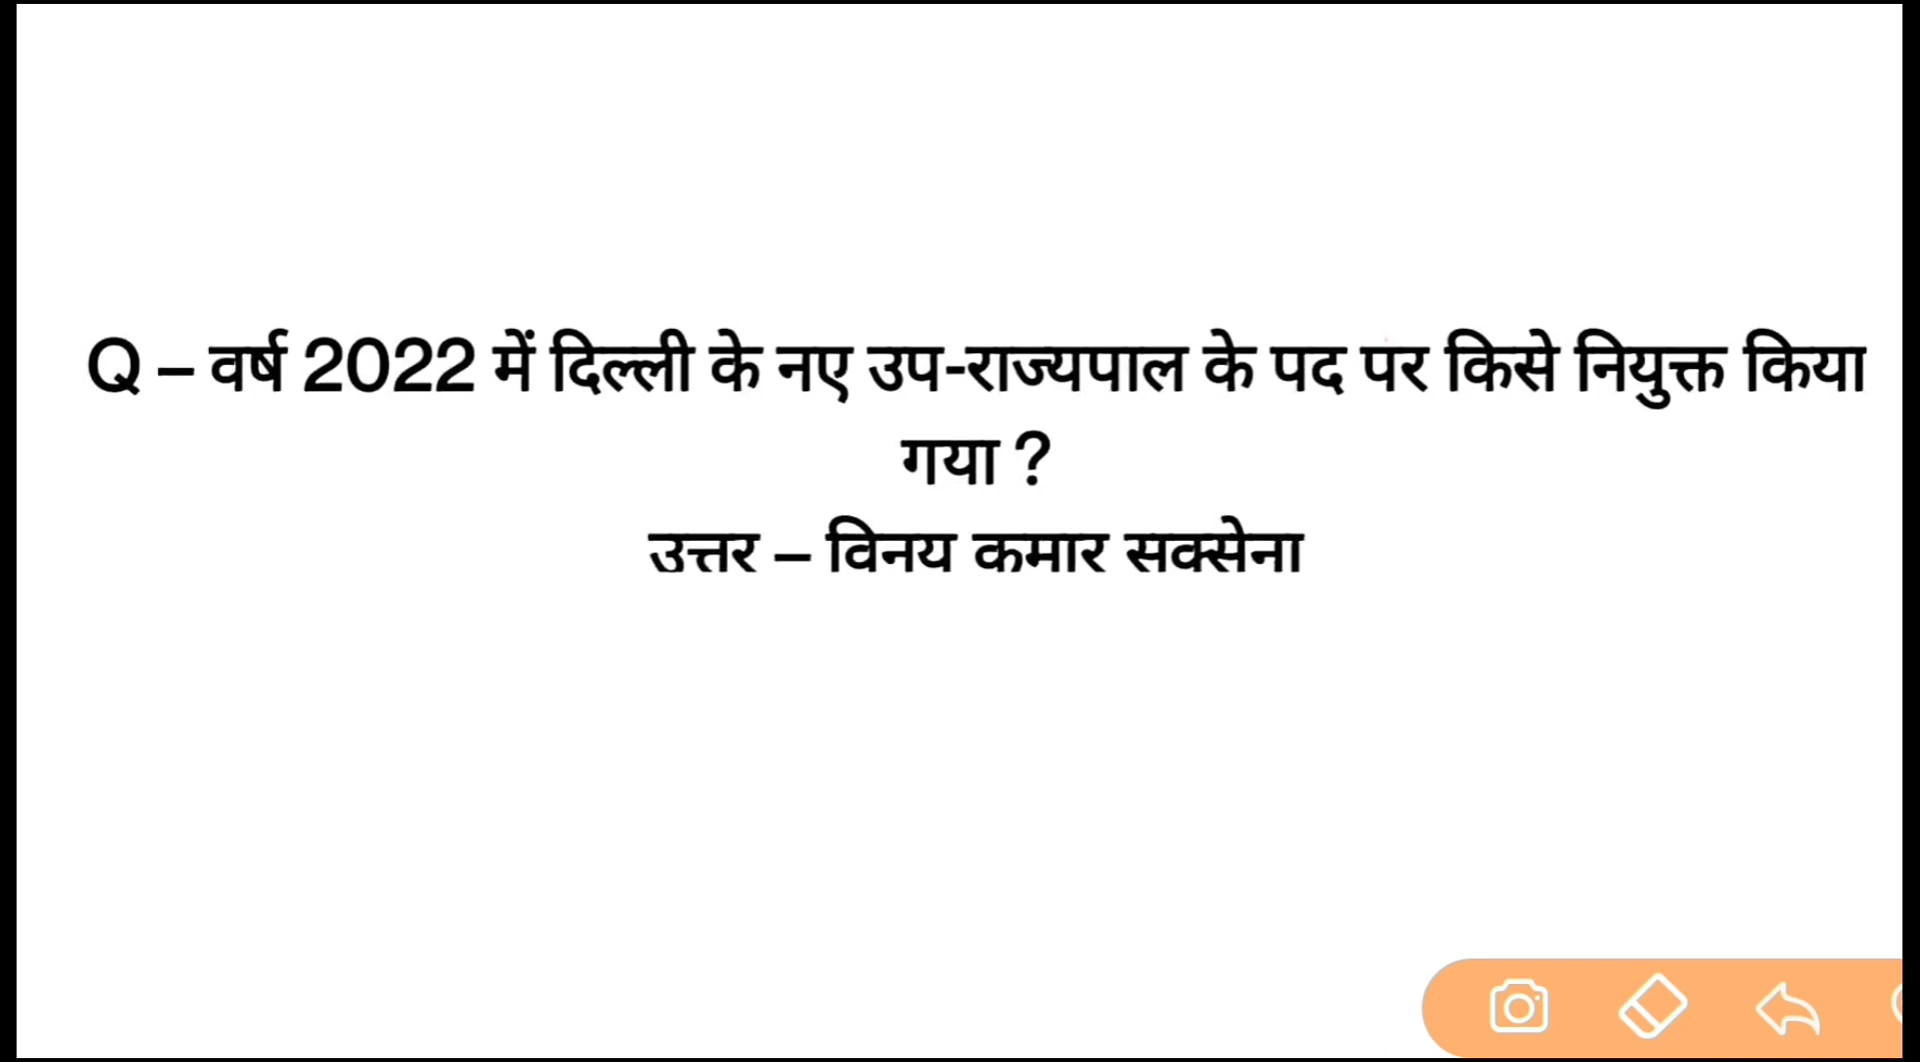 Q – वर्ष 2022 में दिल्ली के नए उप-राज्यपाल के पद पर किसे नियुक्त किया
गया ?
उत्तर – विनय कमार सक्सेना